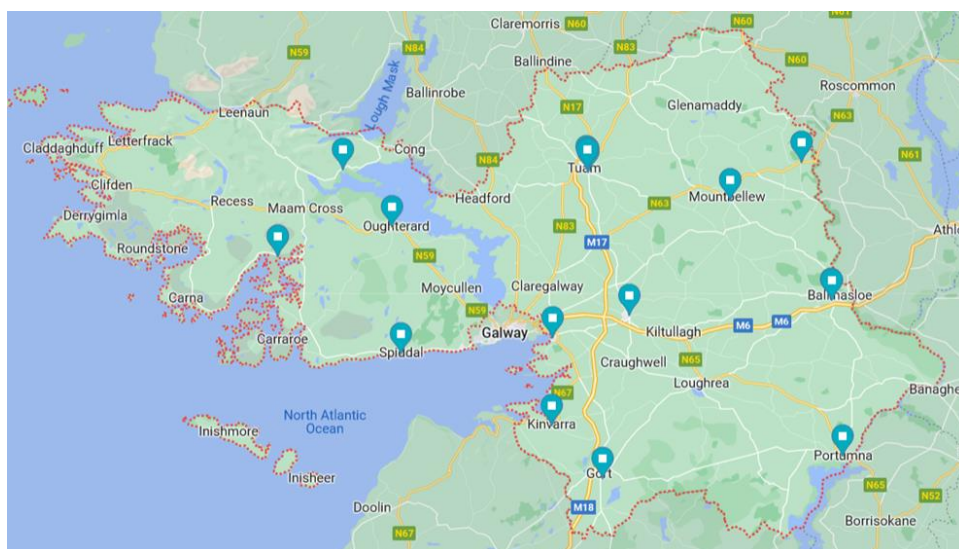 Claremorris
N60
N61
N60
N59
N84
N83
N60
Ballindine
Lough Mask
Ballinrobe
Roscommon
Leenaun
N17
Glenamaddy
N63
Letterfrack
Claddaghduff
Cong
N84
Tuam
N61
Clifden
Recess
Maam Cross
Headford
Mountbellew
N63
Derrygimla
Oughterard
N83
Roundstone
M17
Athl
N59
Carna
Moycullen
Claregalway
Ballinasloe
N59
Carraroe
Galway
Kiltullagh
M6
M6
Spiddal
Craughwell
N65
Loughrea
Banaghe
N67
North Atlantic
Ocean
Kinvarra
Inishmore
Portumna
Inisheer
Gort
N65
N52
Doolin
M18
Borrisokane
N67